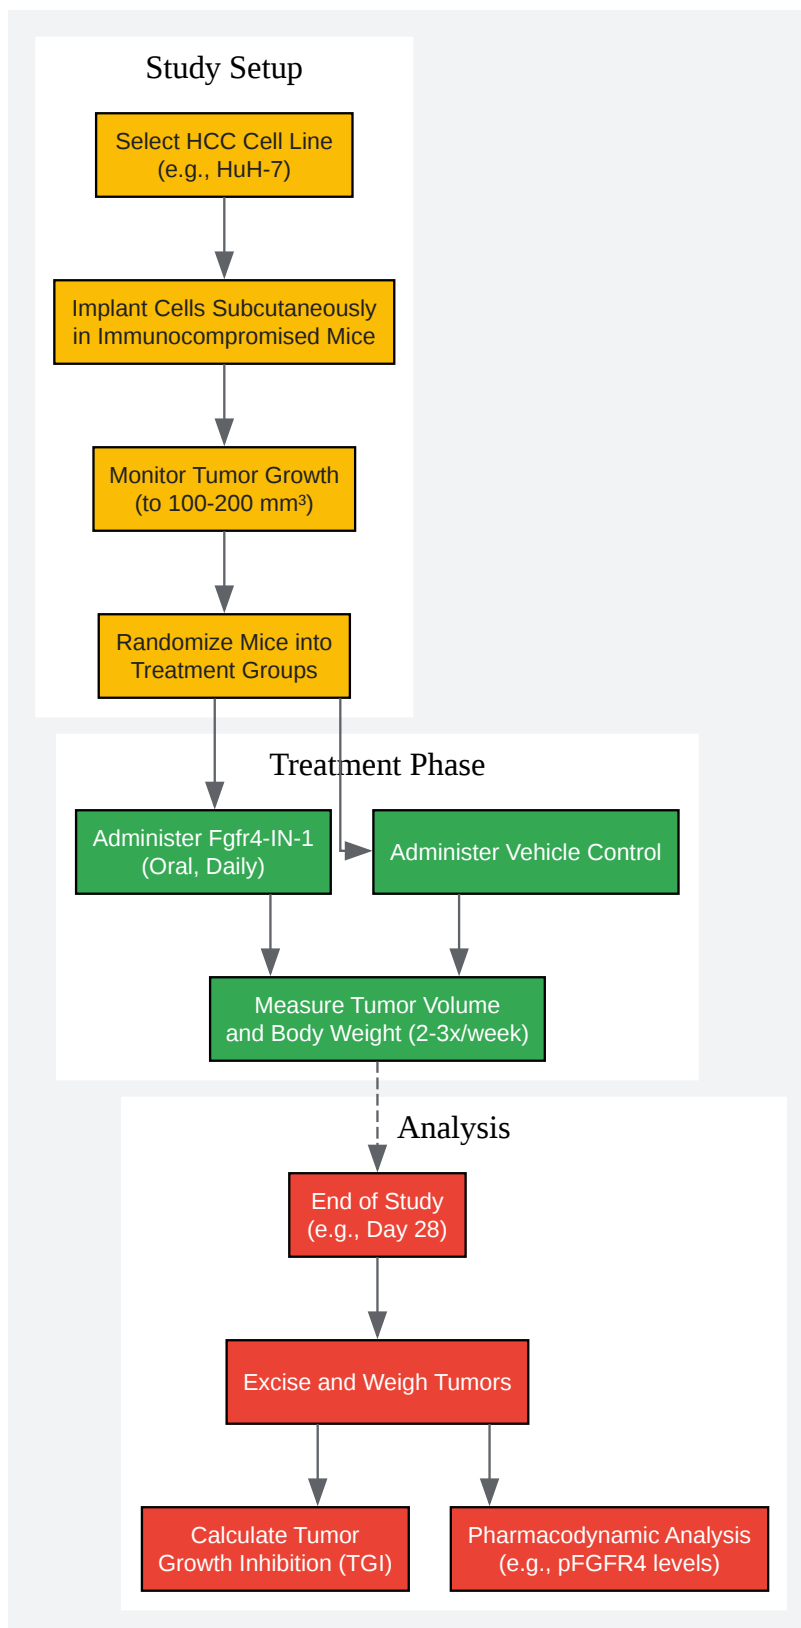 Study Setup
Select HCC Cell Line
(e.g., HuH-7)
Implant Cells Subcutaneously
in Immunocompromised Mice
Monitor Tumor Growth
(to 100-200 mm³)
Randomize Mice into
Treatment Groups
Treatment Phase
Administer Fgfr4-IN-1
(Oral, Daily)
Administer Vehicle Control
Measure Tumor Volume
and Body Weight (2-3x/week)
Analysis
End of Study
(e.g., Day 28)
Excise and Weigh Tumors
Calculate Tumor
Growth Inhibition (TGI)
Pharmacodynamic Analysis
(e.g., pFGFR4 levels)